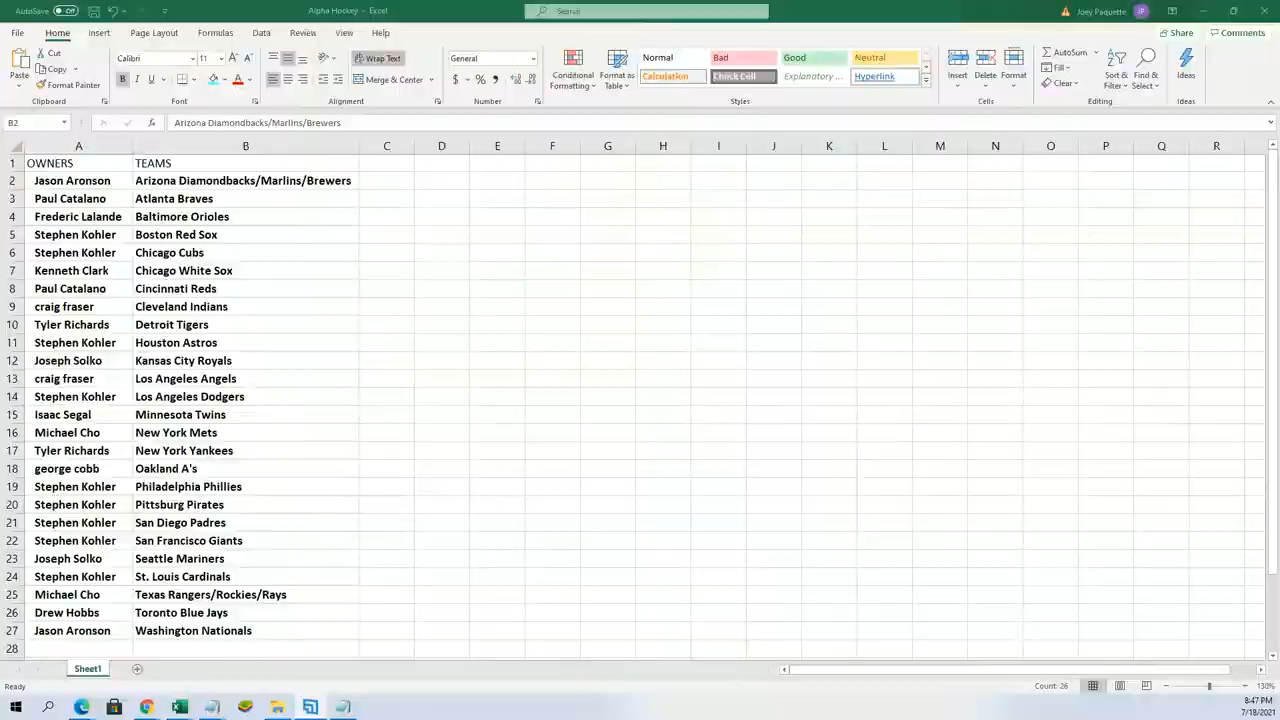 AutoSave Off Alpha Hockey - Excel Search Joey Paquette JP
File Home Insert Page Layout Formulas Data Review View Help Share Comments
Paste Cut Copy Format Painter Calibri 11 Wrap Text Merge & Center General Conditional Formatting Format as Table Normal Bad Good Neutral Calculation Check Cell Explanatory ... Hyperlink Insert Delete Format AutoSum Fill Clear Sort & Filter Find & Select Ideas
Clipboard Font Alignment Number Styles Cells Editing Ideas
B2 fx Arizona Diamondbacks/Marlins/Brewers
A B C D E F G H I J K L M N O P Q R
1 OWNERS TEAMS
2 Jason Aronson Arizona Diamondbacks/Marlins/Brewers
3 Paul Catalano Atlanta Braves
4 Frederic Lalande Baltimore Orioles
5 Stephen Kohler Boston Red Sox
6 Stephen Kohler Chicago Cubs
7 Kenneth Clark Chicago White Sox
8 Paul Catalano Cincinnati Reds
9 craig fraser Cleveland Indians
10 Tyler Richards Detroit Tigers
11 Stephen Kohler Houston Astros
12 Joseph Solko Kansas City Royals
13 craig fraser Los Angeles Angels
14 Stephen Kohler Los Angeles Dodgers
15 Isaac Segal Minnesota Twins
16 Michael Cho New York Mets
17 Tyler Richards New York Yankees
18 george cobb Oakland A's
19 Stephen Kohler Philadelphia Phillies
20 Stephen Kohler Pittsburg Pirates
21 Stephen Kohler San Diego Padres
22 Stephen Kohler San Francisco Giants
23 Joseph Solko Seattle Mariners
24 Stephen Kohler St. Louis Cardinals
25 Michael Cho Texas Rangers/Rockies/Rays
26 Drew Hobbs Toronto Blue Jays
27 Jason Aronson Washington Nationals
28
Sheet1
Ready Count: 26 130%
8:47 PM
7/18/2021